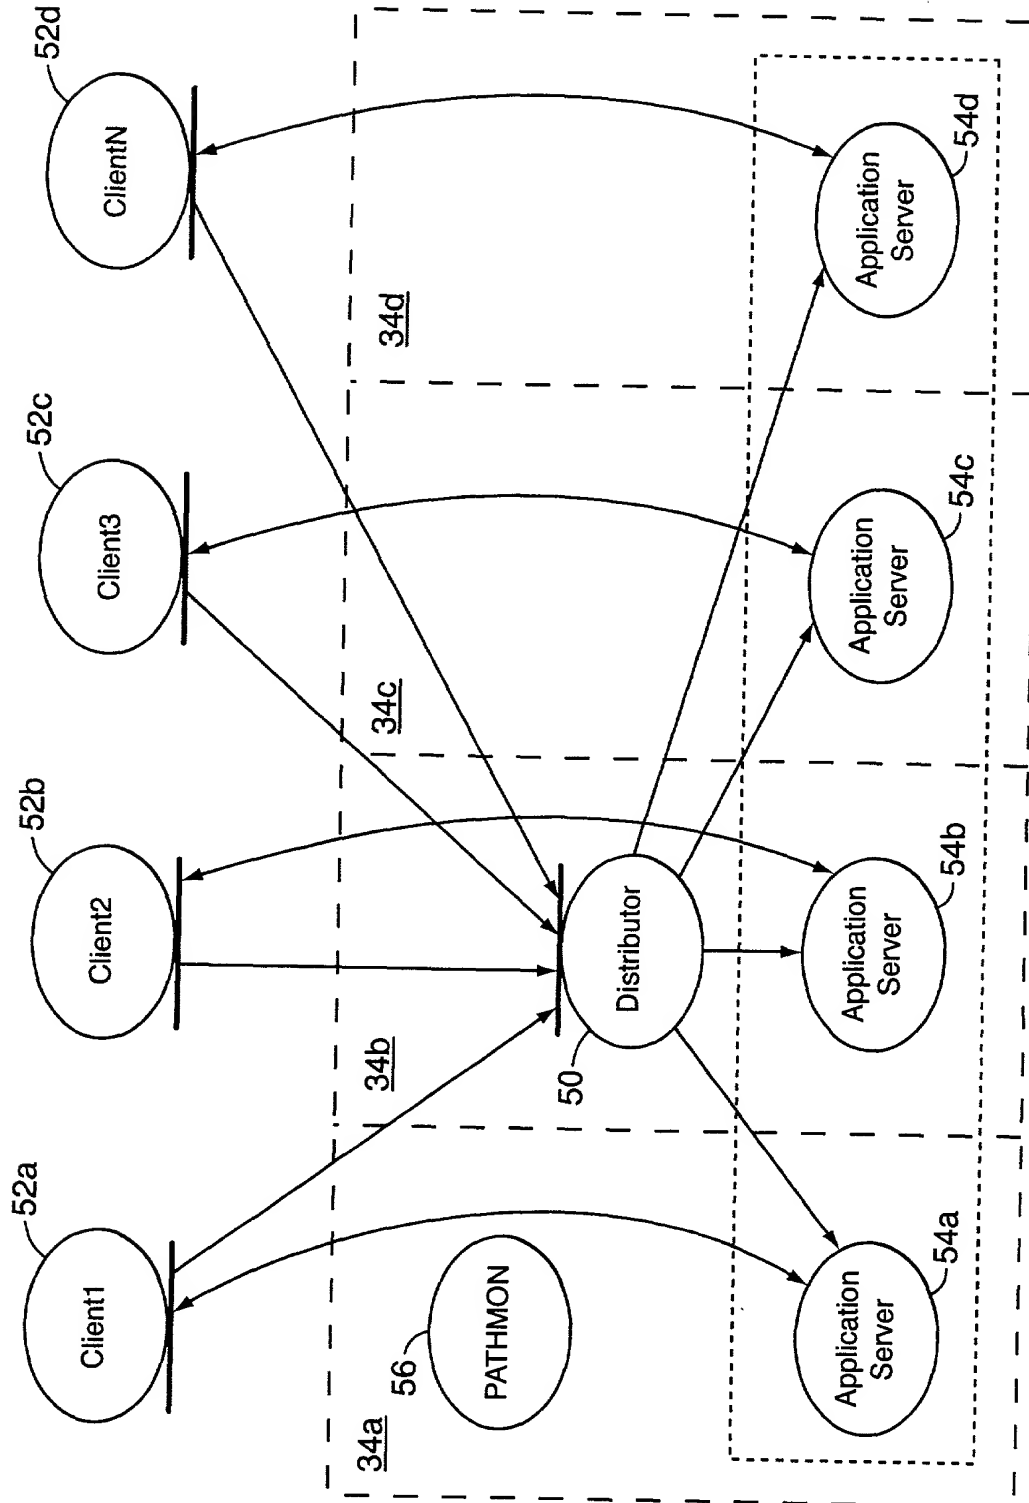 52a
52b
52c
52d
Client1
Client2
Client3
ClientN
34a
34b
34c
34d
56
PATHMON
50
Distributor
Application
Server
Application
Server
Application
Server
Application
Server
54a
54b
54c
54d